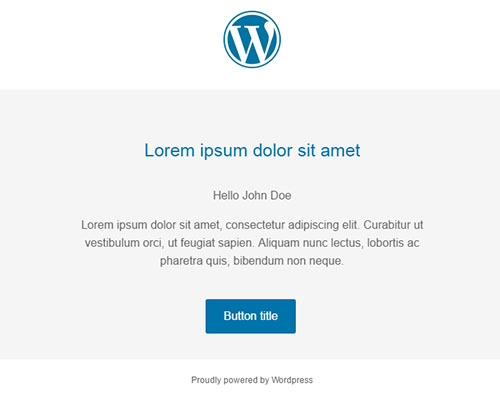 W
Lorem ipsum dolor sit amet
Hello John Doe
Lorem ipsum dolor sit amet, consectetur adipiscing elit. Curabitur ut
vestibulum orci, ut feugiat sapien. Aliquam nunc lectus, lobortis ac
pharetra quis, bibendum non neque.
Button title
Proudly powered by Wordpress